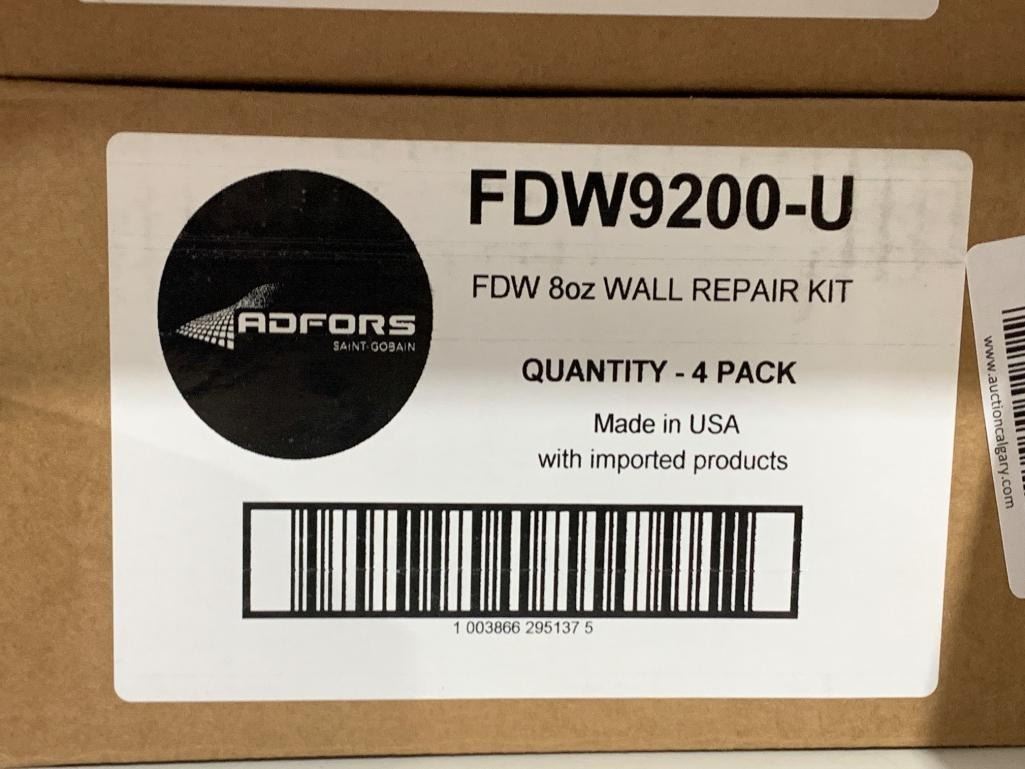 FDW9200-U
FDW 8oz WALL REPAIR KIT
ADFORS
SAINT-GOBAIN
QUANTITY - 4 PACK
Made in USA
with imported products
1 003866 295137 5
www.auctioncalgary.com